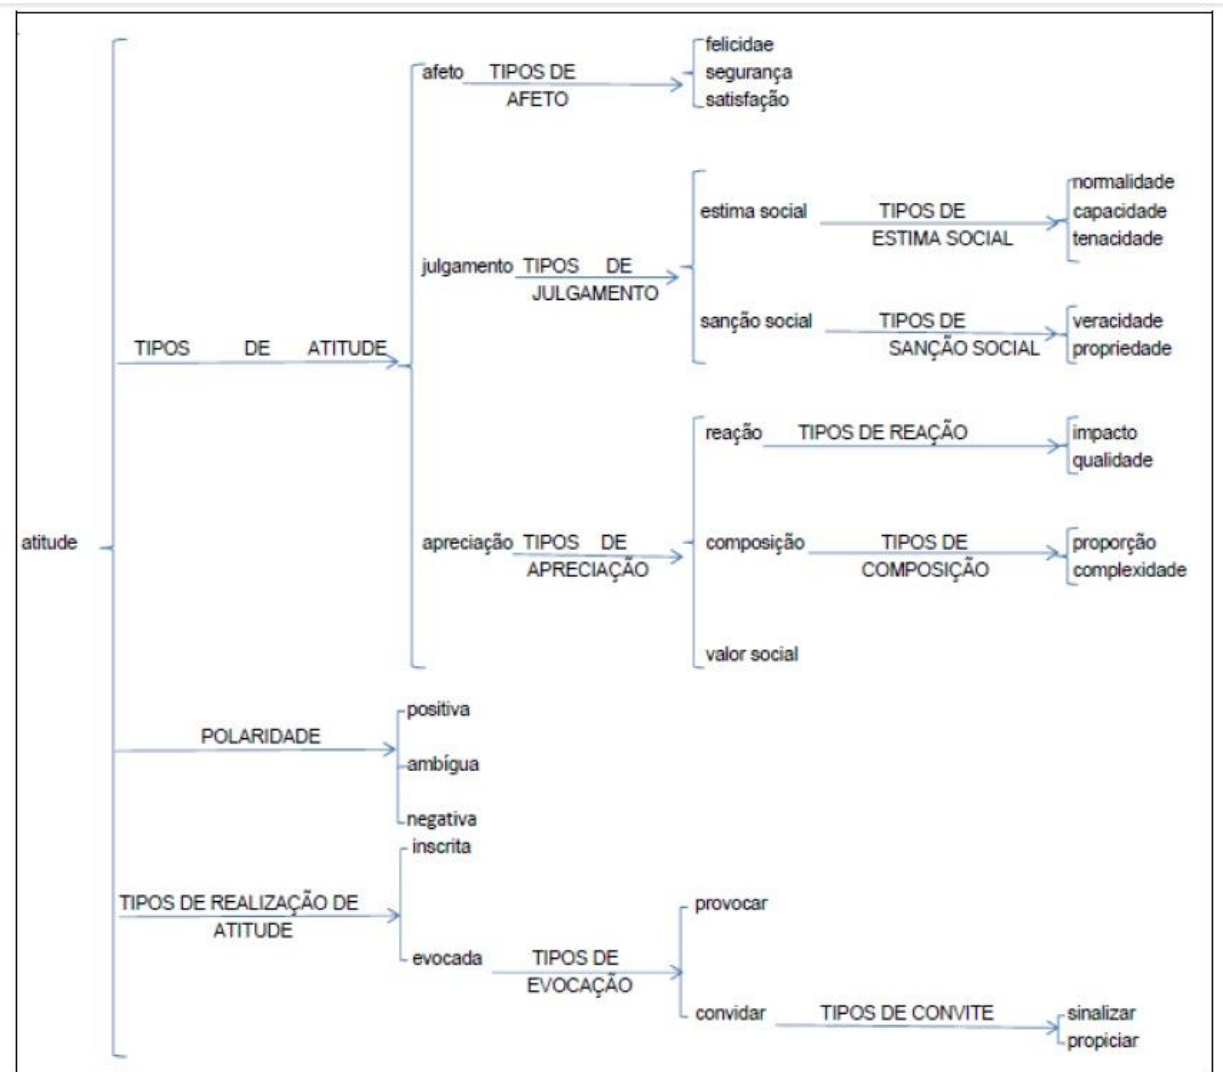 felicidae
afeto TIPOS DE
segurança
AFETO
satisfação
normalidade
estima social TIPOS DE
capacidade
ESTIMA SOCIAL
tenacidade
julgamento TIPOS DE
JULGAMENTO
sanção social TIPOS DE
veracidade
TIPOS DE ATITUDE
SANÇÃO SOCIAL
propriedade
reação TIPOS DE REAÇÃO
impacto
qualidade
atitude
apreciação TIPOS DE
composição TIPOS DE
proporção
APRECIAÇÃO
COMPOSIÇÃO
complexidade
valor social
positiva
POLARIDADE
ambígua
negativa
inscrita
TIPOS DE REALIZAÇÃO DE
ATITUDE
provocar
evocada TIPOS DE
EVOCAÇÃO
convidar TIPOS DE CONVITE
sinalizar
propiciar